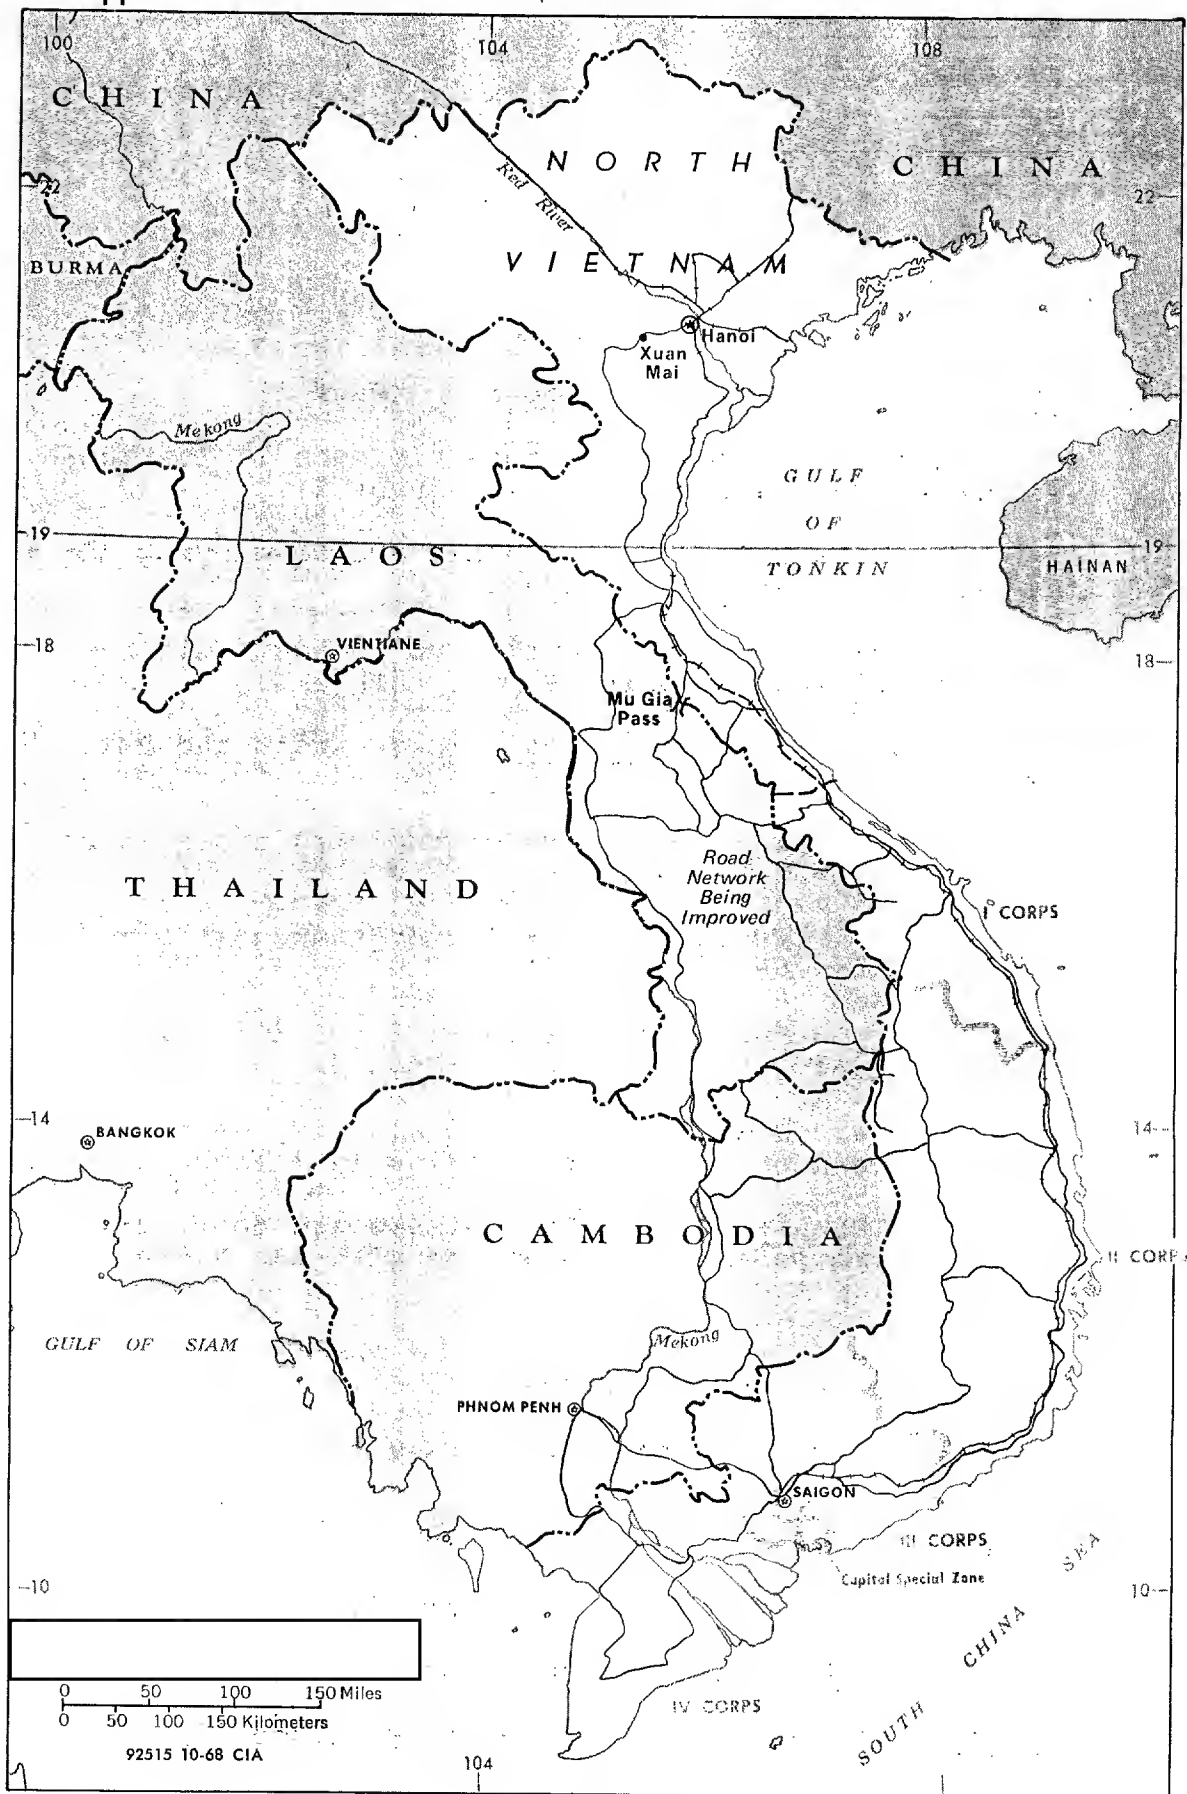 100
104
108
CHINA
NORTH
CHINA
22
Red
River
22
BURMA
VIETNAM
Hanoi
Xuan
Mai
Mekong
GULF
OF
TONKIN
19
19
LAOS
HAINAN
18
VIENTIANE
18
Mu Gia
Pass
Road
Network
Being
Improved
THAILAND
I CORPS
14
BANGKOK
14
CAMBODIA
II CORPS
GULF OF SIAM
Mekong
PHNOM PENH
SAIGON
III CORPS
Capital Special Zone
10
10
SOUTH CHINA SEA
IV CORPS
0 50 100 150 Miles
0 50 100 150 Kilometers
92515 10-68 CIA
104